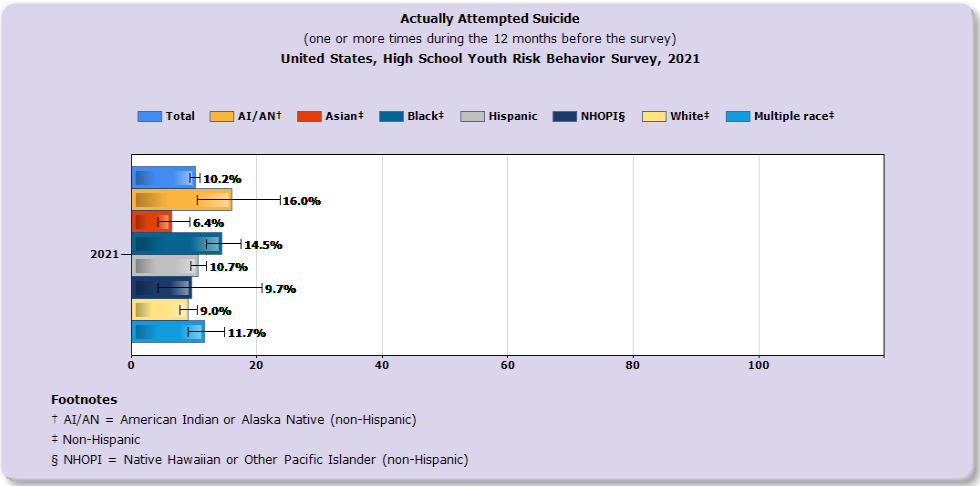 Actually Attempted Suicide
(one or more times during the 12 months before the survey)
United States, High School Youth Risk Behavior Survey, 2021
Total AI/AN† Asian‡ Black‡ Hispanic NHOPI§ White‡ Multiple race‡
10.2%
16.0%
6.4%
14.5%
2021
10.7%
9.7%
9.0%
11.7%
0 20 40 60 80 100
Footnotes
† AI/AN = American Indian or Alaska Native (non-Hispanic)
‡ Non-Hispanic
§ NHOPI = Native Hawaiian or Other Pacific Islander (non-Hispanic)